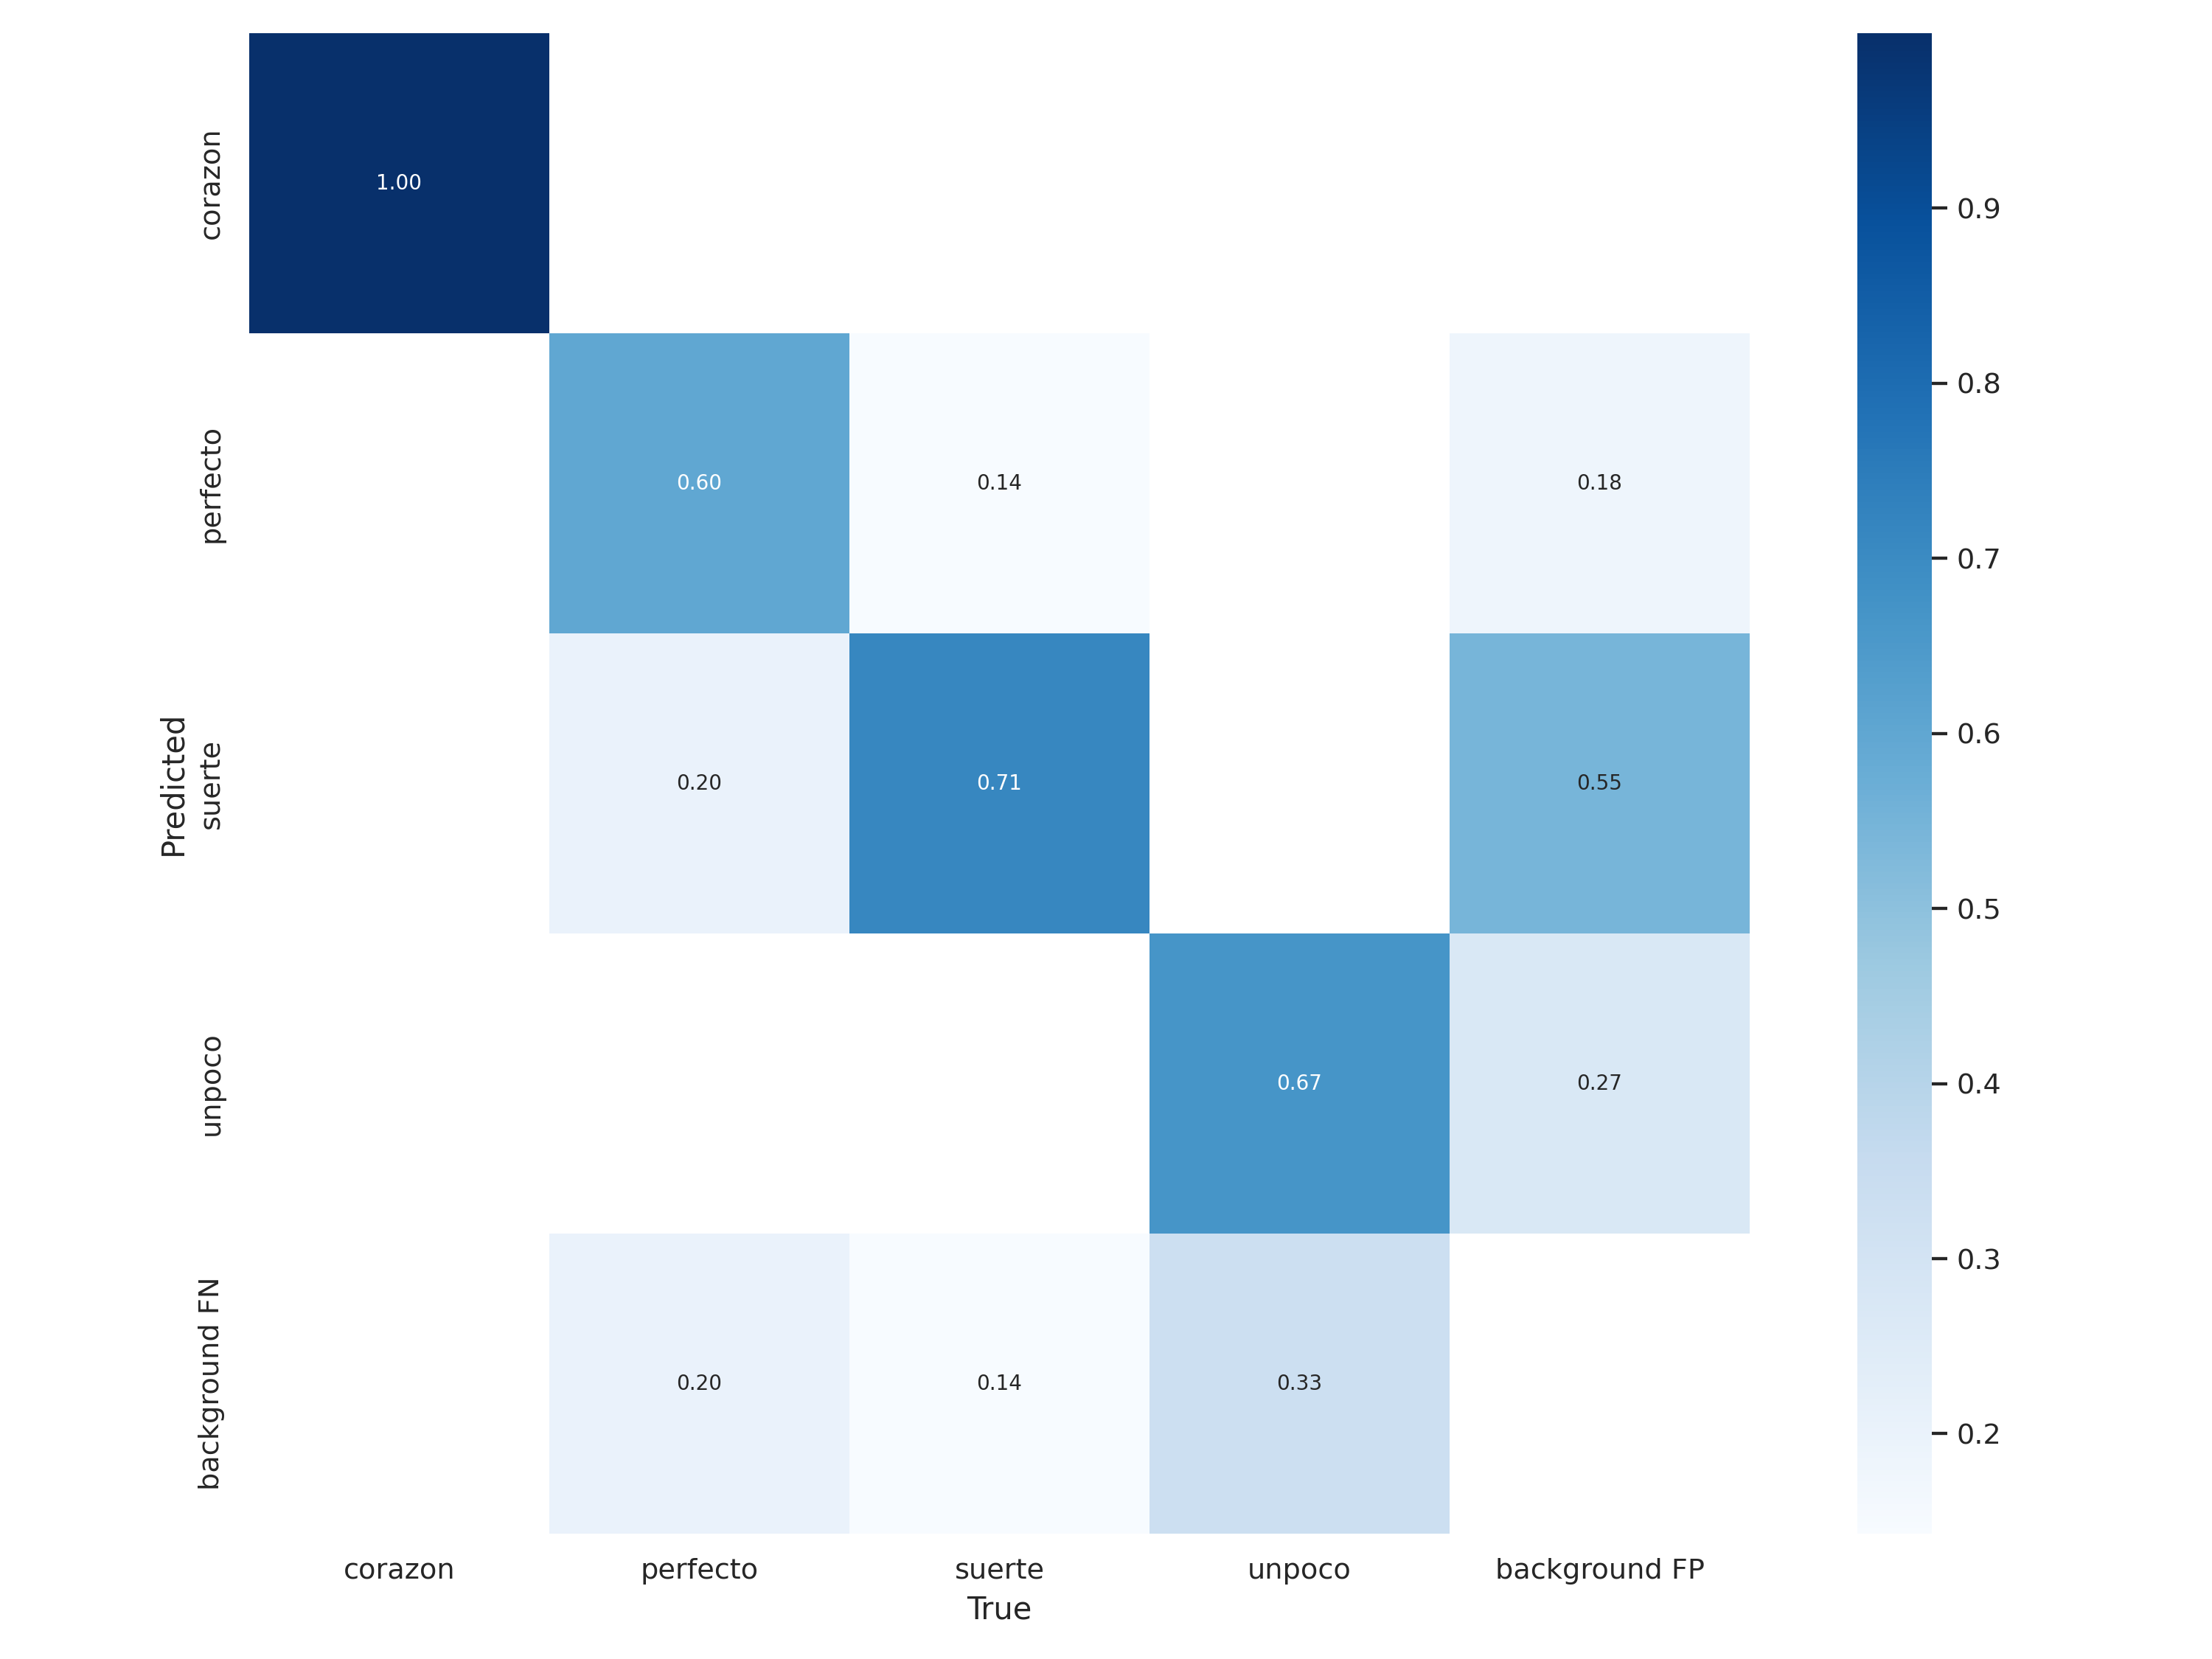 corazon
1.00
perfecto
0.60 0.14 0.18
Predicted
suerte
0.20 0.71 0.55
unpoco
0.67 0.27
background FN
0.20 0.14 0.33
corazon perfecto suerte unpoco background FP
True
0.9
0.8
0.7
0.6
0.5
0.4
0.3
0.2